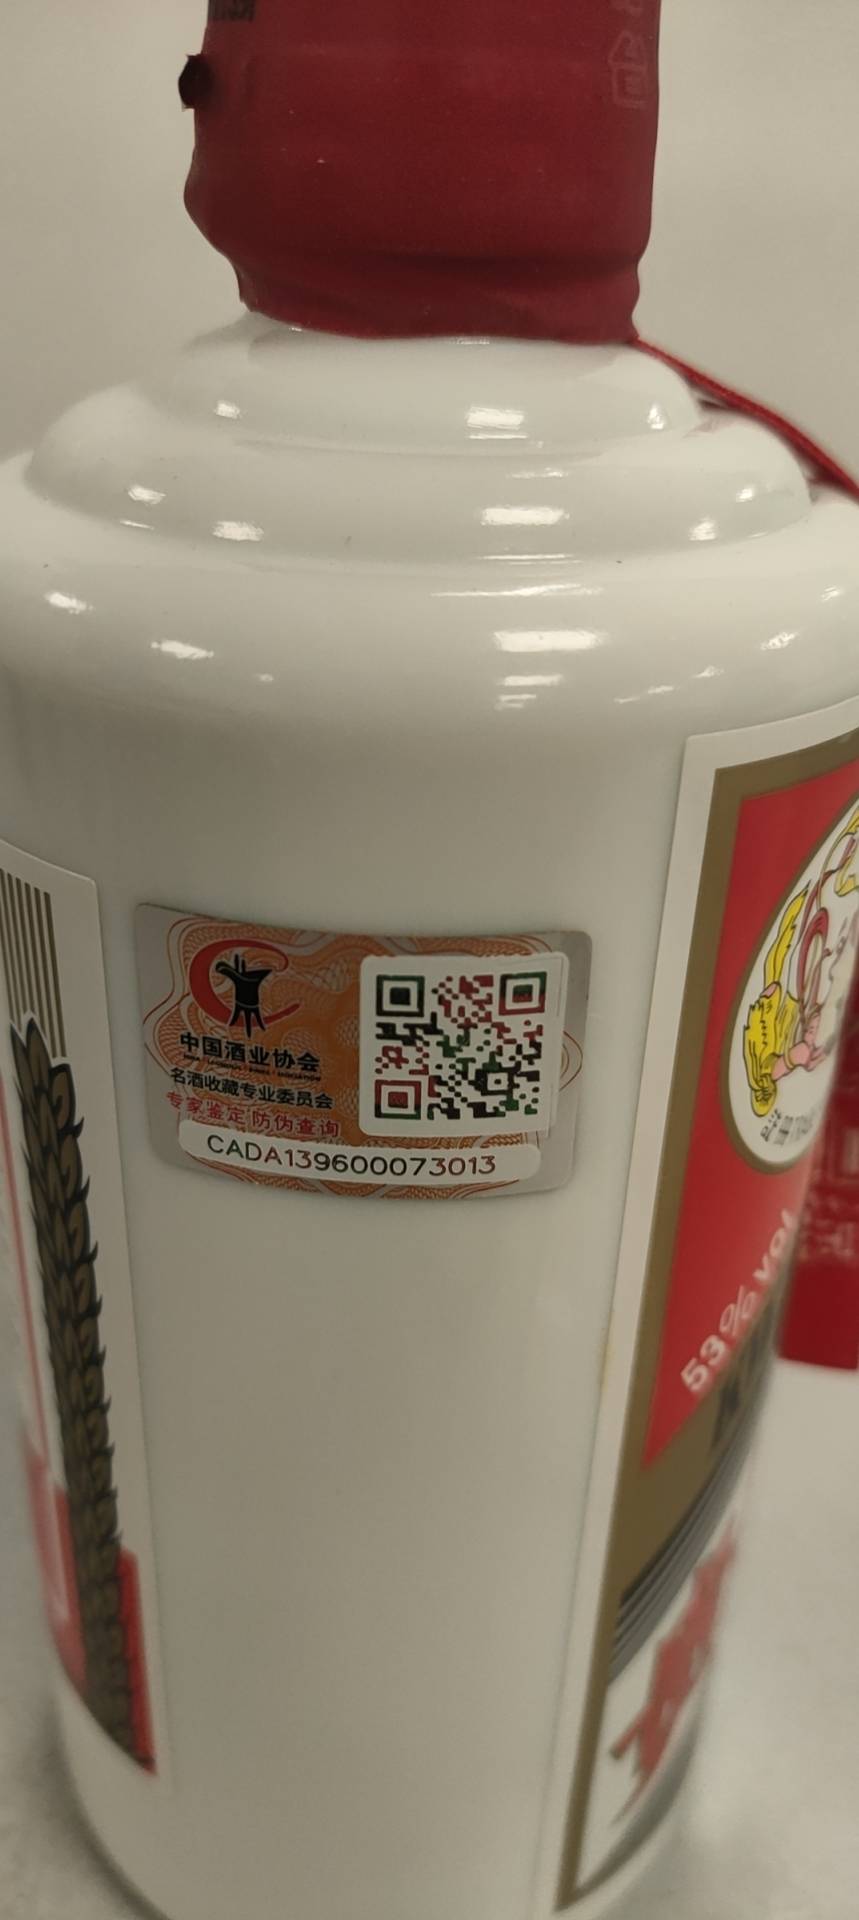 中国酒业协会
名酒收藏专业委员会
专家鉴定 防伪查询
CADA139600073013
53% vol